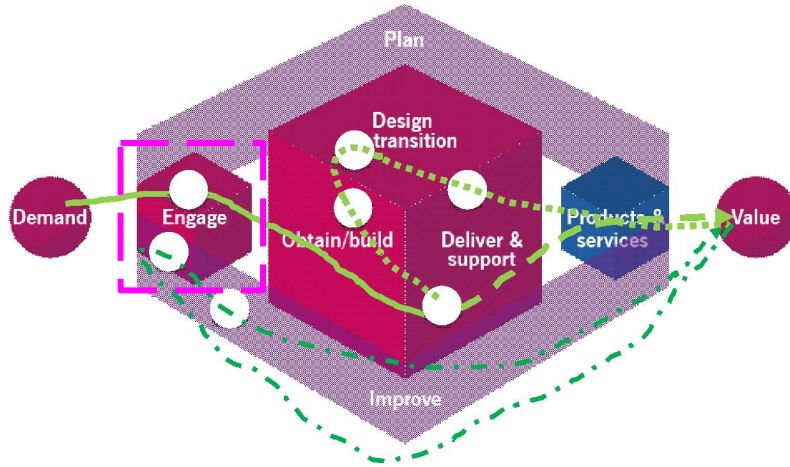 Plan
Design
transition
Demand
Engage
Obtain/build
Deliver &
support
Products &
services
Value
Improve